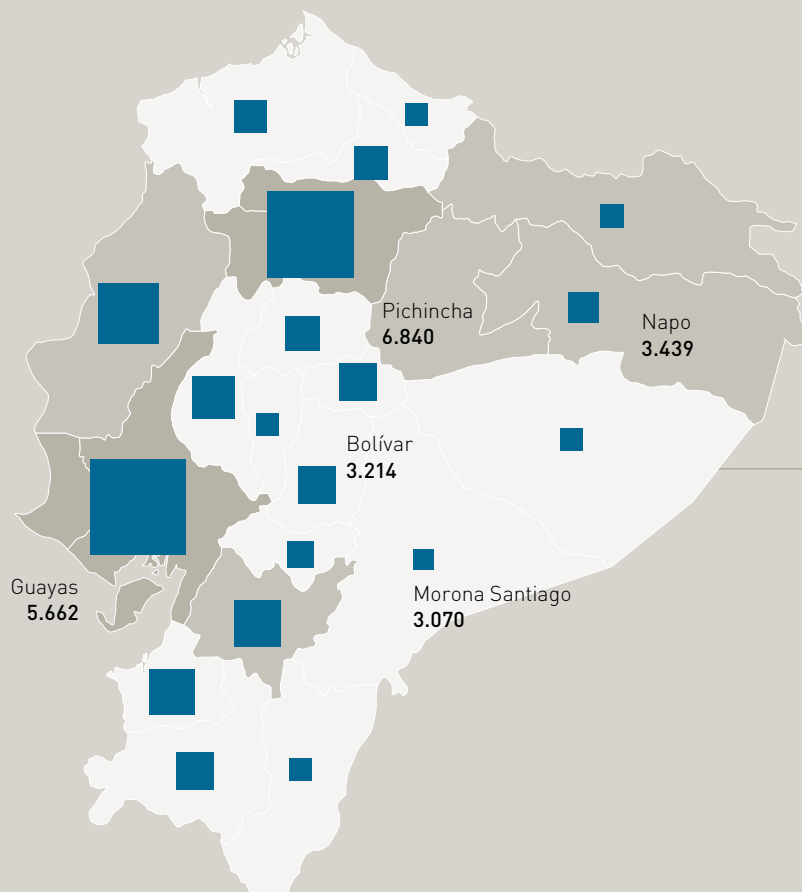 Pichincha
6.840
Napo
3.439
Bolívar
3.214
Guayas
5.662
Morona Santiago
3.070